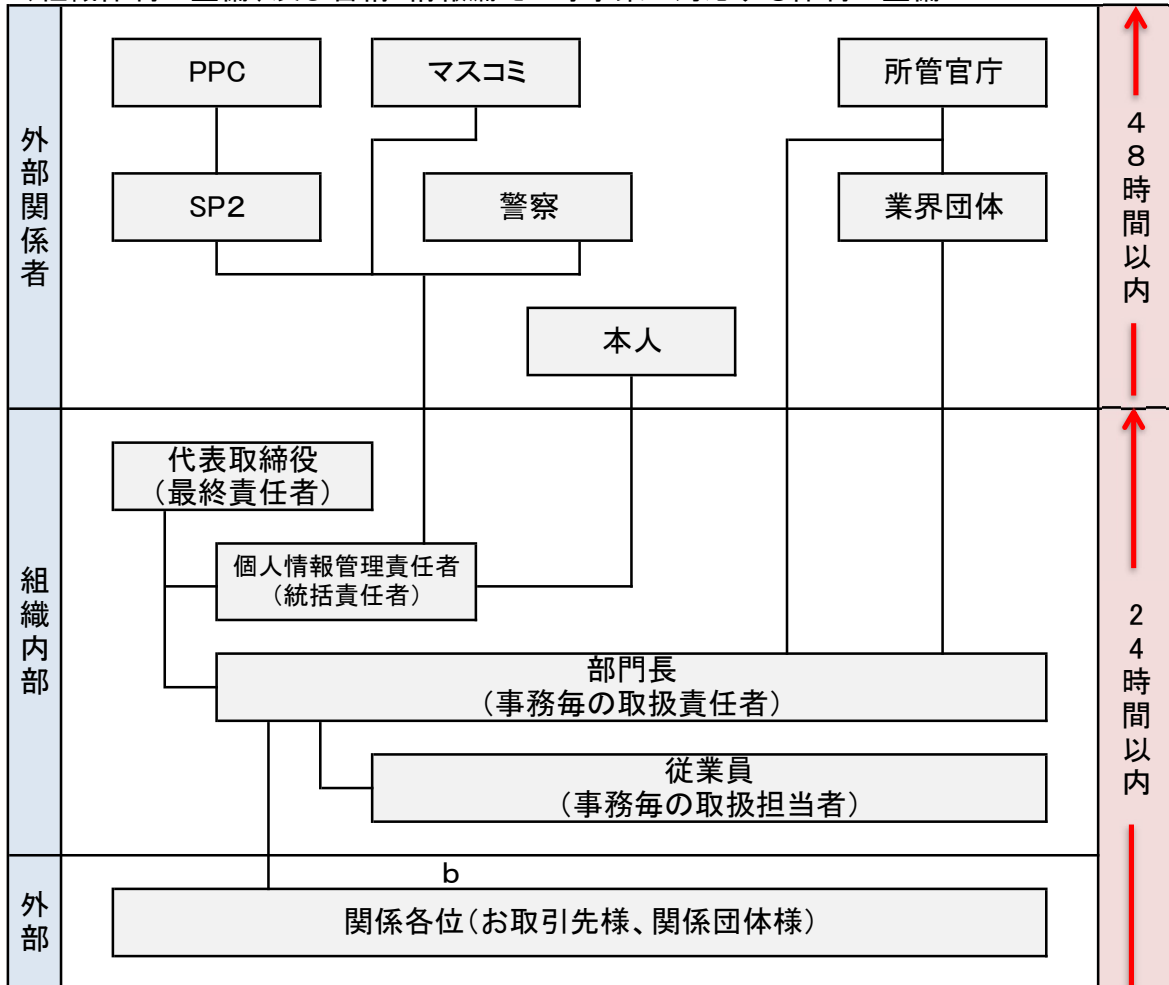 PPC
マスコミ
所管官庁
SP2
警察
業界団体
本人
外部関係者
48時間以内
代表取締役
（最終責任者）
個人情報管理責任者
（統括責任者）
部門長
（事務毎の取扱責任者）
従業員
（事務毎の取扱担当者）
組織内部
24時間以内
b
外部
関係各位（お取引先様、関係団体様）